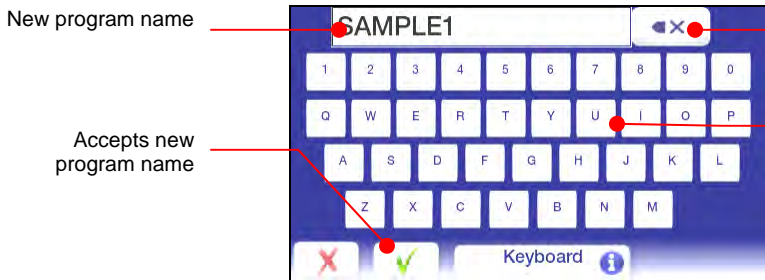 New program name
SAMPLE1
1 2 3 4 5 6 7 8 9 0
Q W E R T Y U I O P
Accepts new
program name
A S D F G H J K L
Z X C V B N M
Keyboard